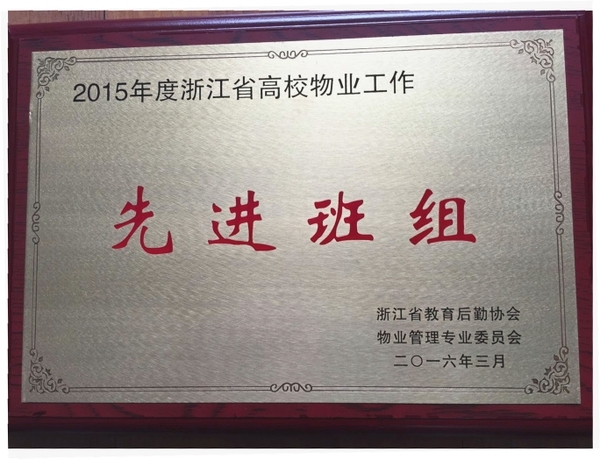 2015年度浙江省高校物业工作
先进班组
浙江省教育后勤协会
物业管理专业委员会
二〇一六年三月